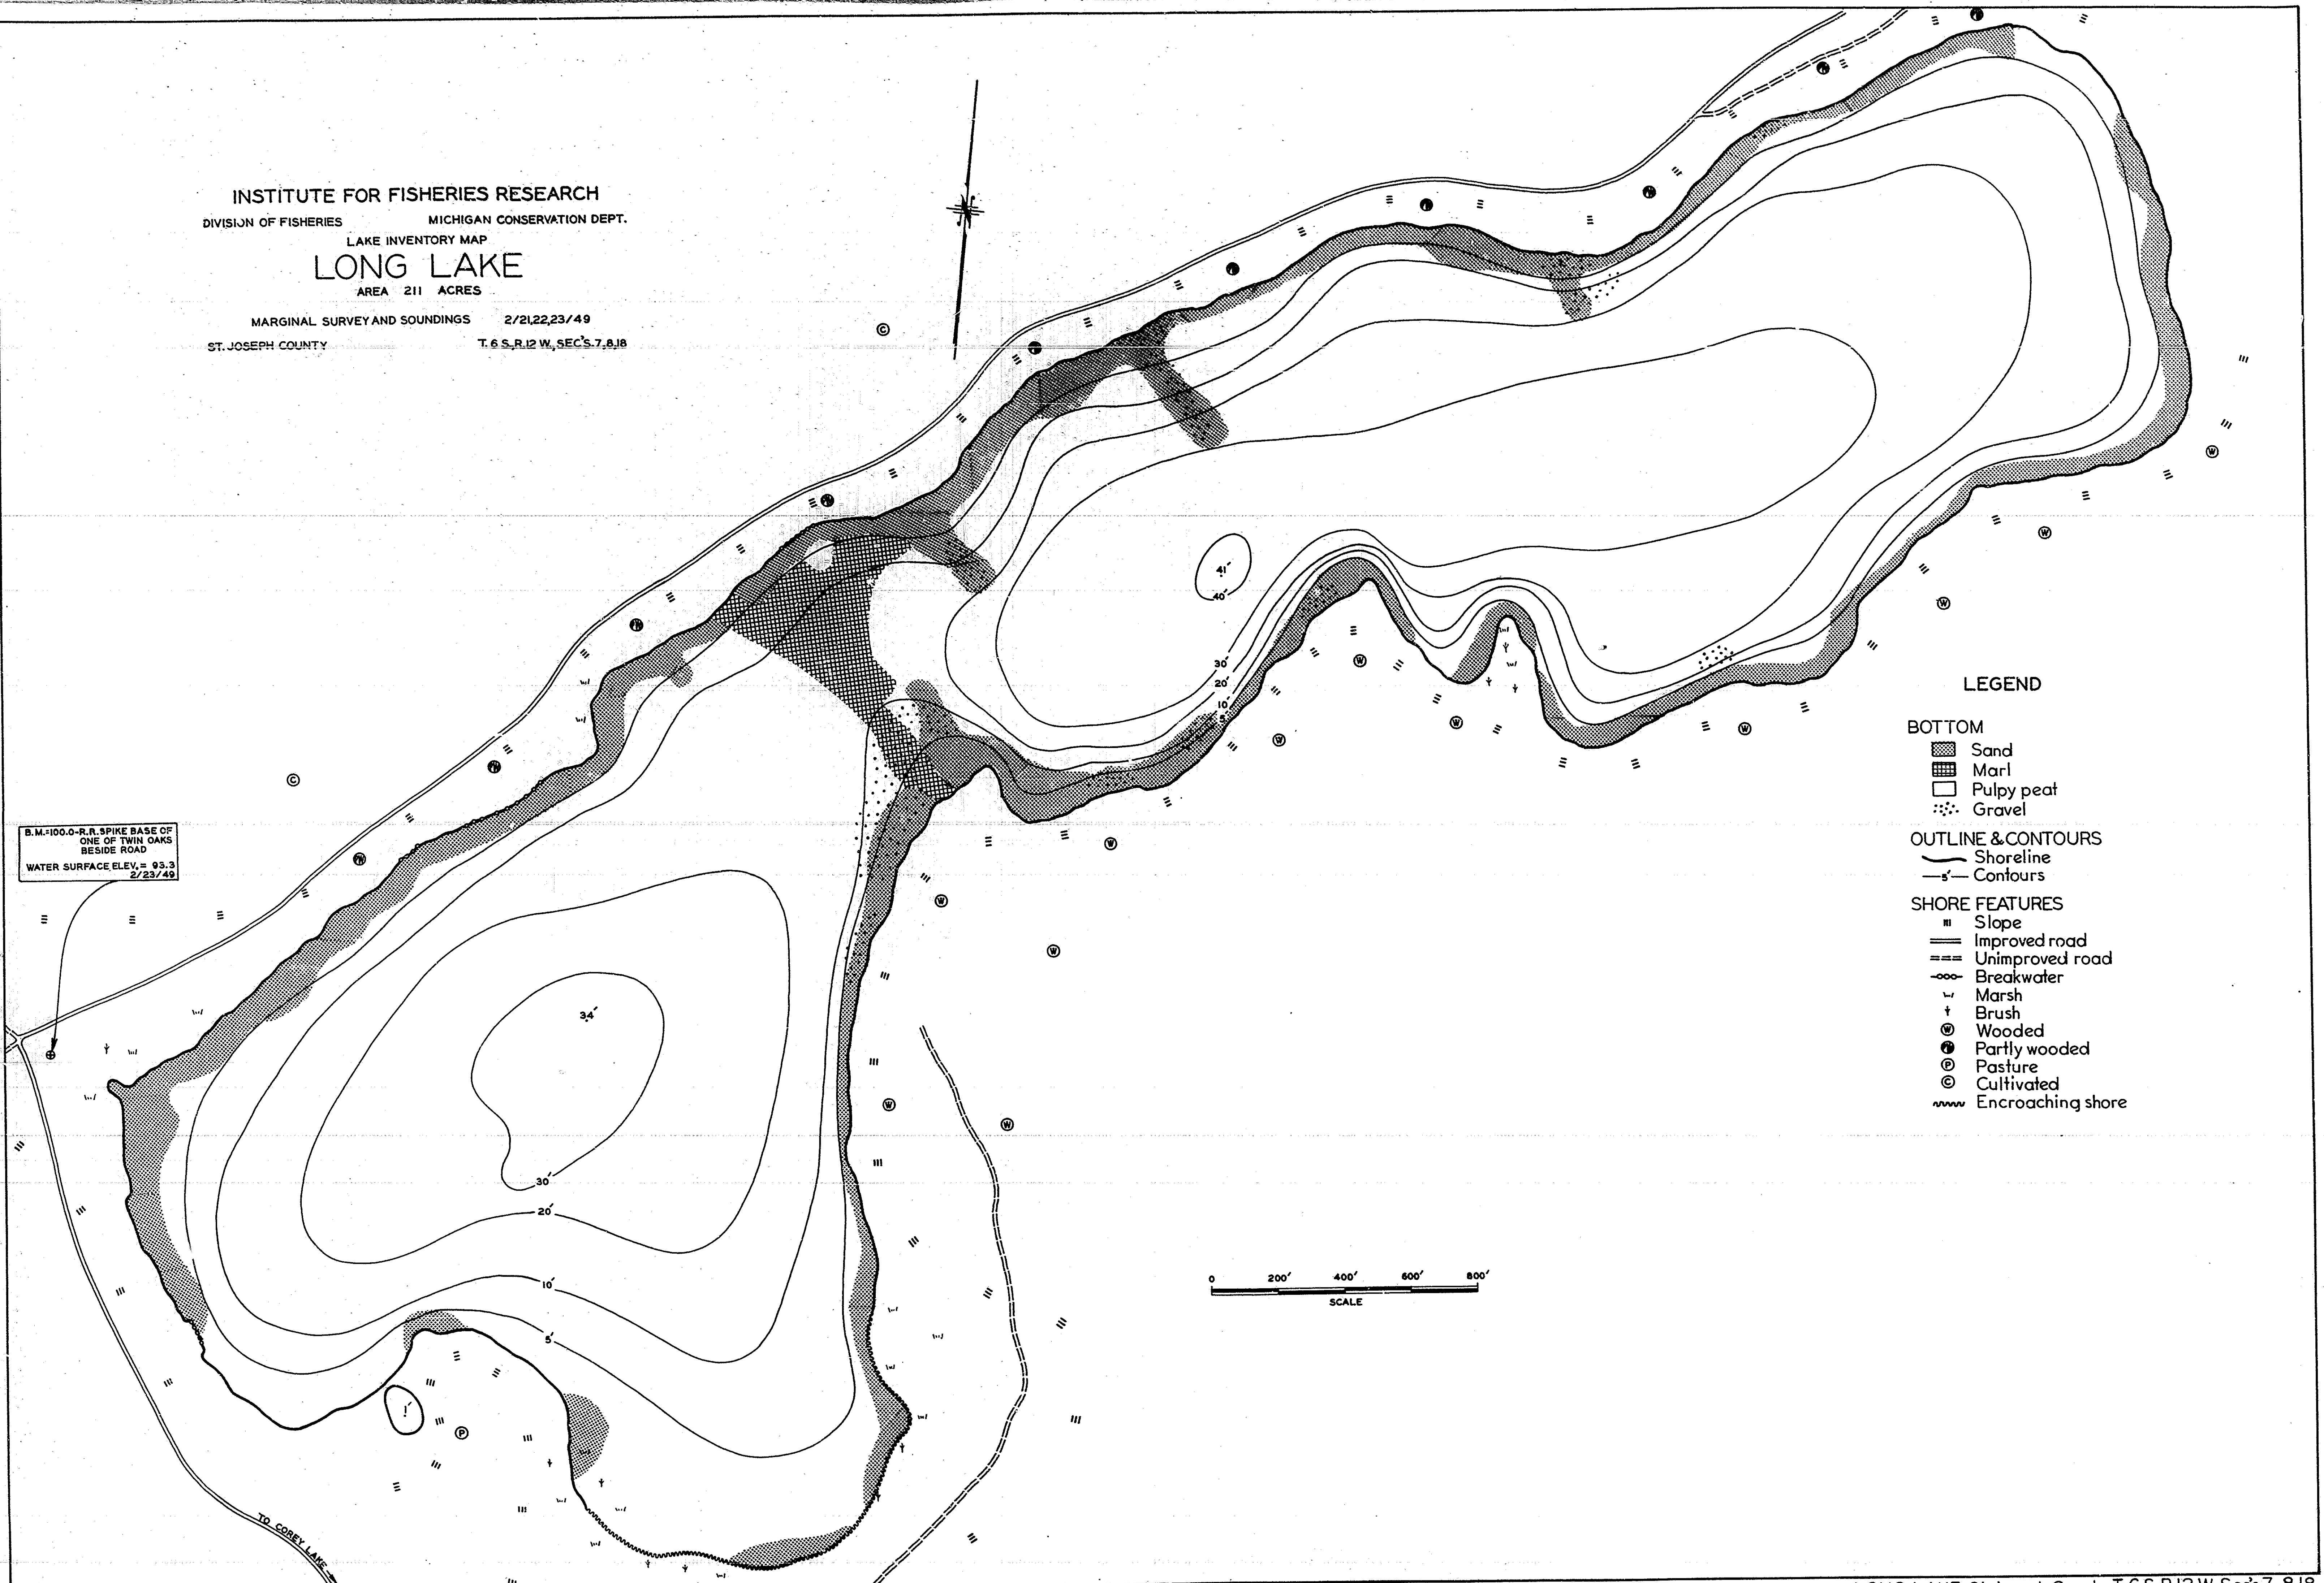 INSTITUTE FOR FISHERIES RESEARCH
DIVISION OF FISHERIES MICHIGAN CONSERVATION DEPT.
LAKE INVENTORY MAP
LONG LAKE
AREA 211 ACRES
MARGINAL SURVEY AND SOUNDINGS 2/21,22,23/49
ST. JOSEPH COUNTY T. 6 S., R. 12 W., SEC'S. 7, 8, 18
N
C
C
B.M.=100.0-R.R. SPIKE BASE OF
ONE OF TWIN OAKS
BESIDE ROAD
WATER SURFACE ELEV. = 93.3
2/23/49
41'
40'
30'
20'
10'
5'
34'
30'
20'
10'
5'
1'
P
W
W
W
W
W
W
W
W
W
W
W
W
W
TO COREY LAKE
0 200' 400' 600' 800'
SCALE
LEGEND
BOTTOM
Sand
Marl
Pulpy peat
Gravel
OUTLINE & CONTOURS
Shoreline
5' Contours
SHORE FEATURES
Slope
Improved road
Unimproved road
Breakwater
Marsh
Brush
W Wooded
Partly wooded
P Pasture
C Cultivated
Encroaching shore